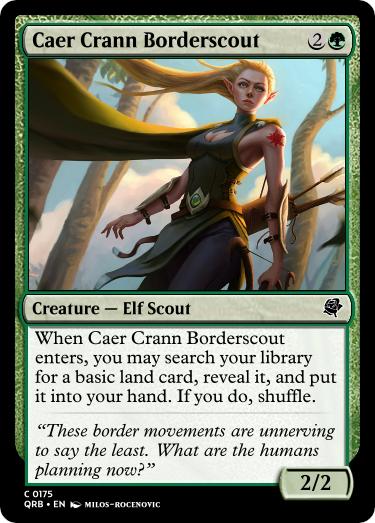 Caer Crann Borderscout 2
Creature — Elf Scout
When Caer Crann Borderscout
enters, you may search your library
for a basic land card, reveal it, and put
it into your hand. If you do, shuffle.
“These border movements are unnerving
to say the least. What are the humans
planning now?”
2/2
C 0175
QRB • EN MILOS-ROCENOVIC